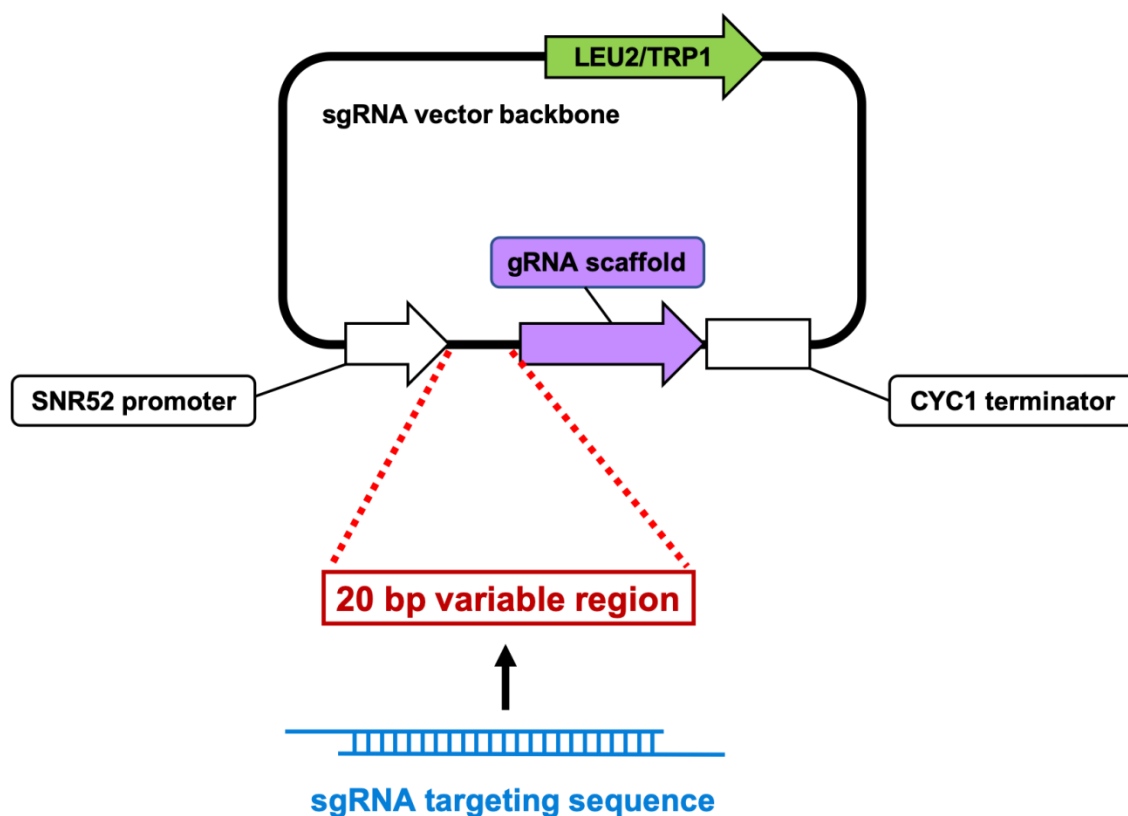 LEU2/TRP1
sgRNA vector backbone
gRNA scaffold
SNR52 promoter
CYC1 terminator
20 bp variable region
sgRNA targeting sequence